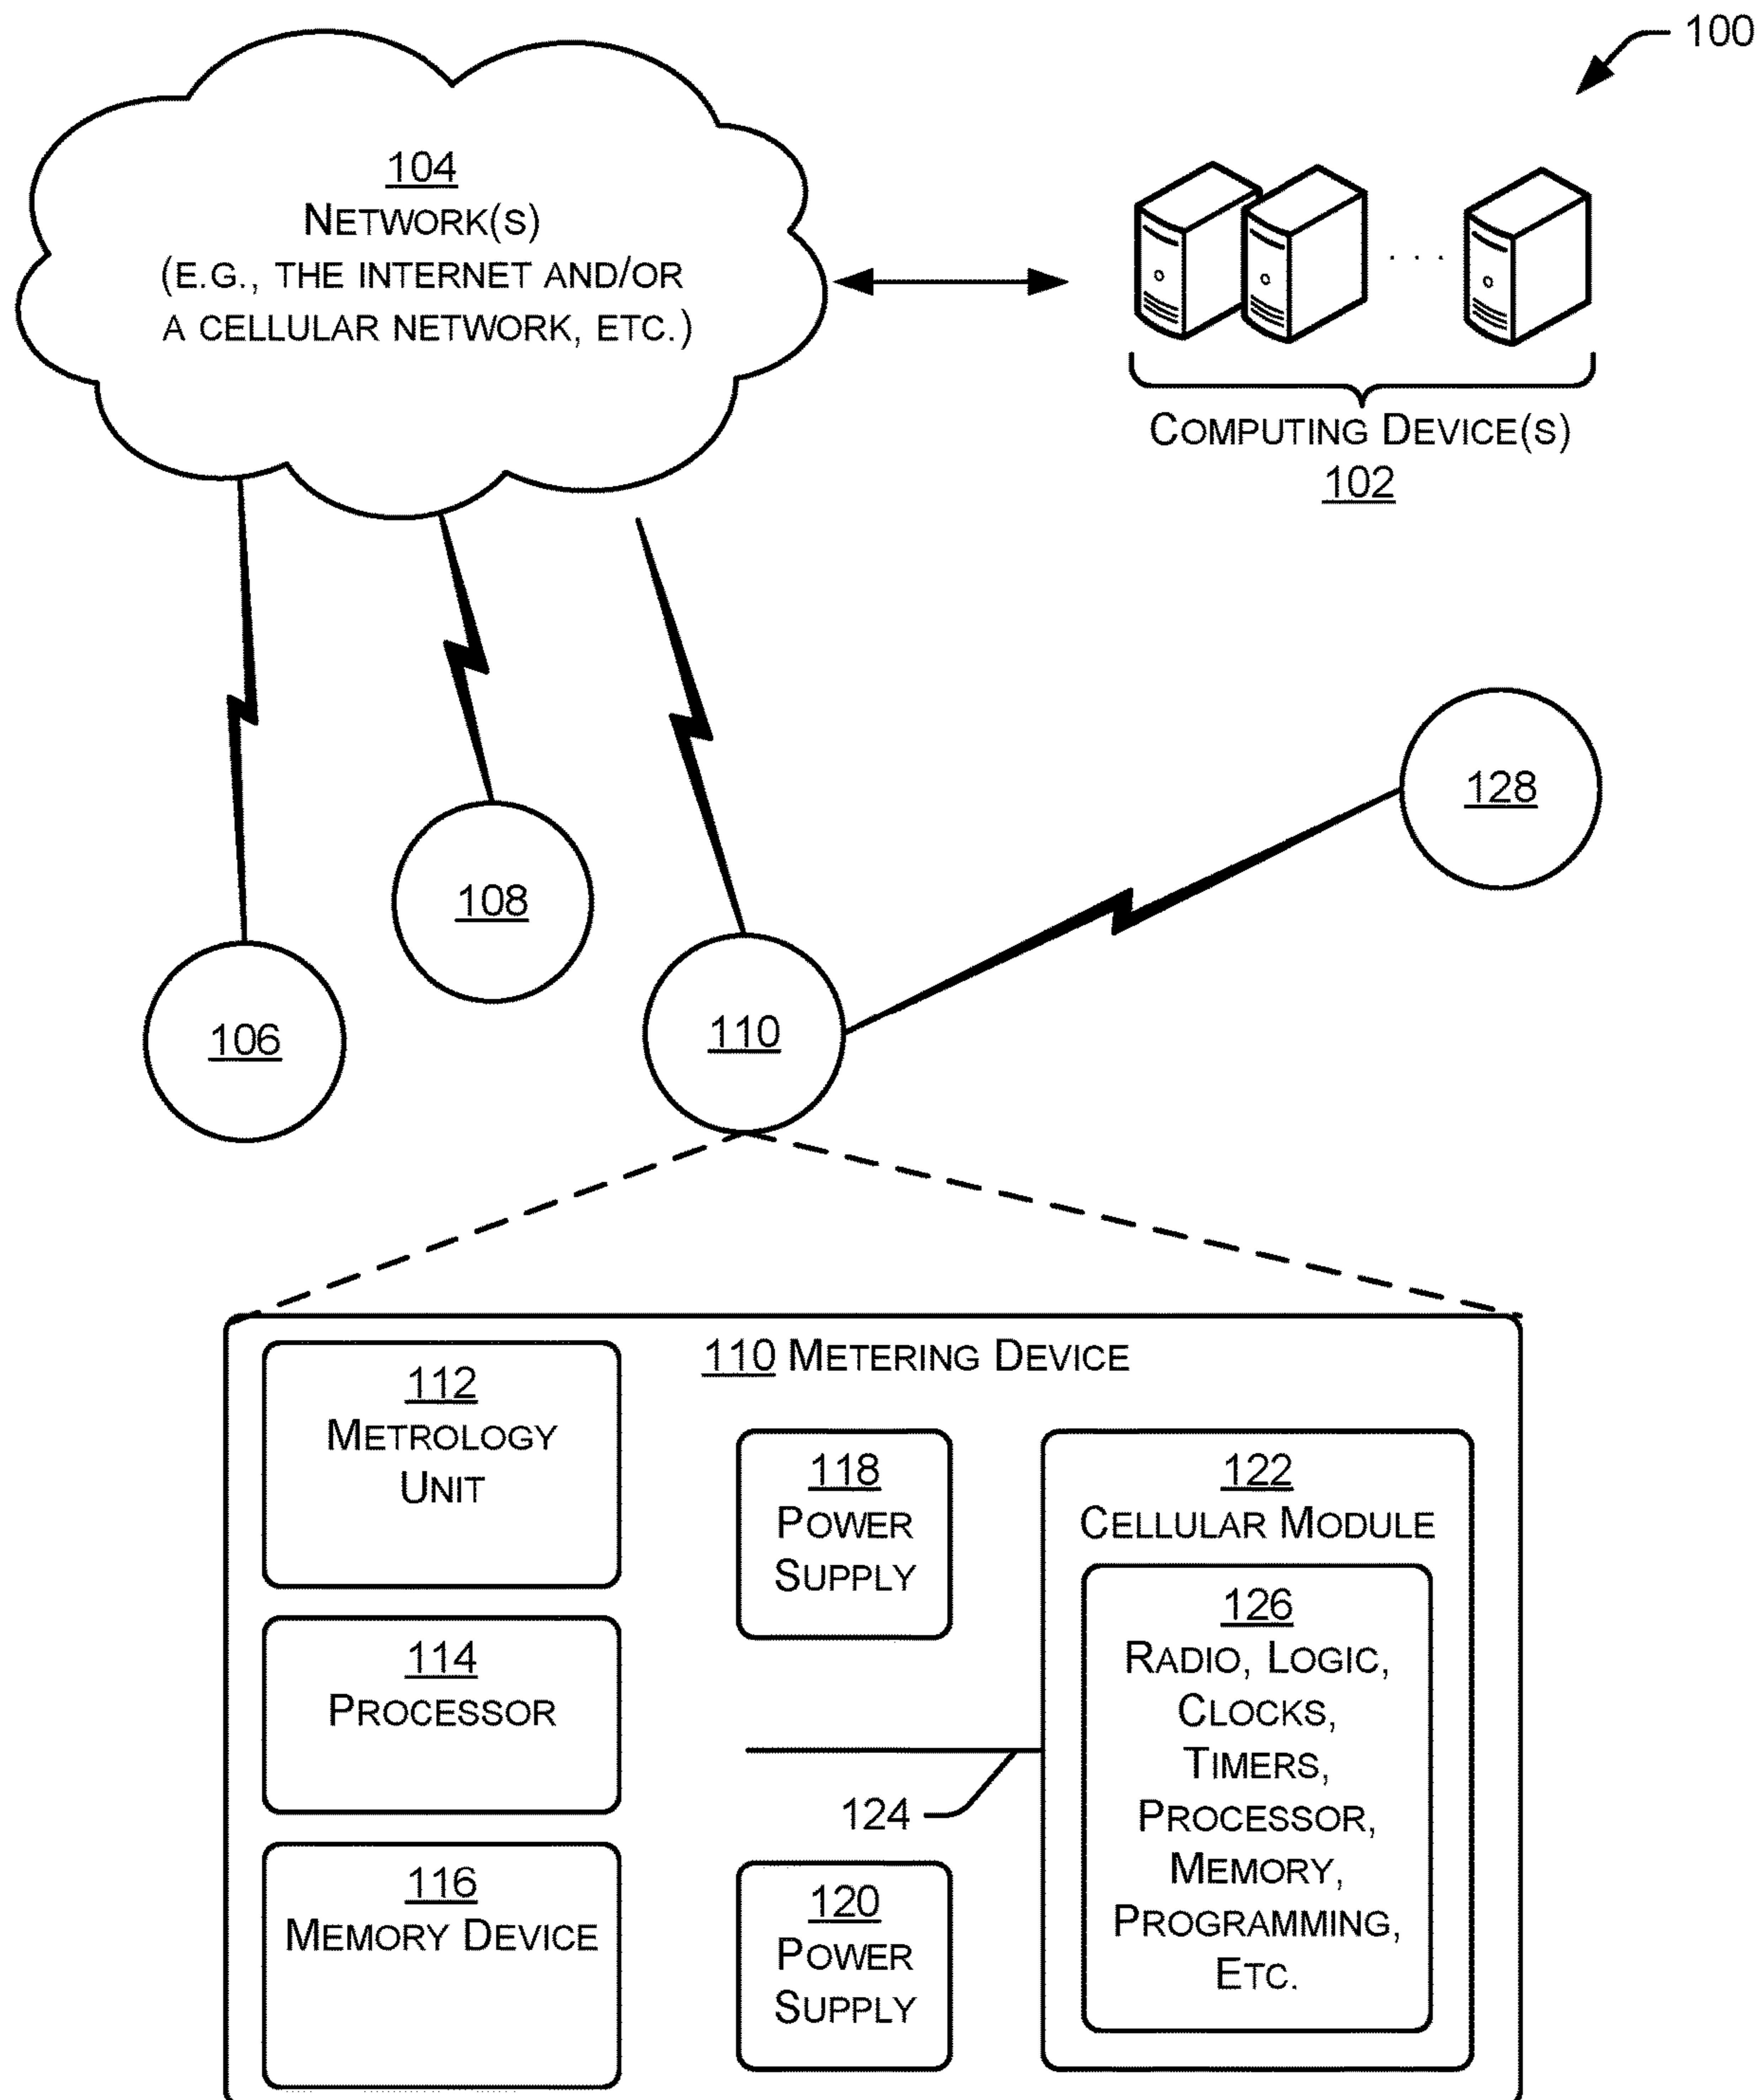 100
104
NETWORK(S)
(E.G., THE INTERNET AND/OR
A CELLULAR NETWORK, ETC.)
. . .
COMPUTING DEVICE(S)
102
128
108
106
110
110 METERING DEVICE
112
METROLOGY
UNIT
114
PROCESSOR
116
MEMORY DEVICE
118
POWER
SUPPLY
124
120
POWER
SUPPLY
122
CELLULAR MODULE
126
RADIO, LOGIC,
CLOCKS,
TIMERS,
PROCESSOR,
MEMORY,
PROGRAMMING,
ETC.